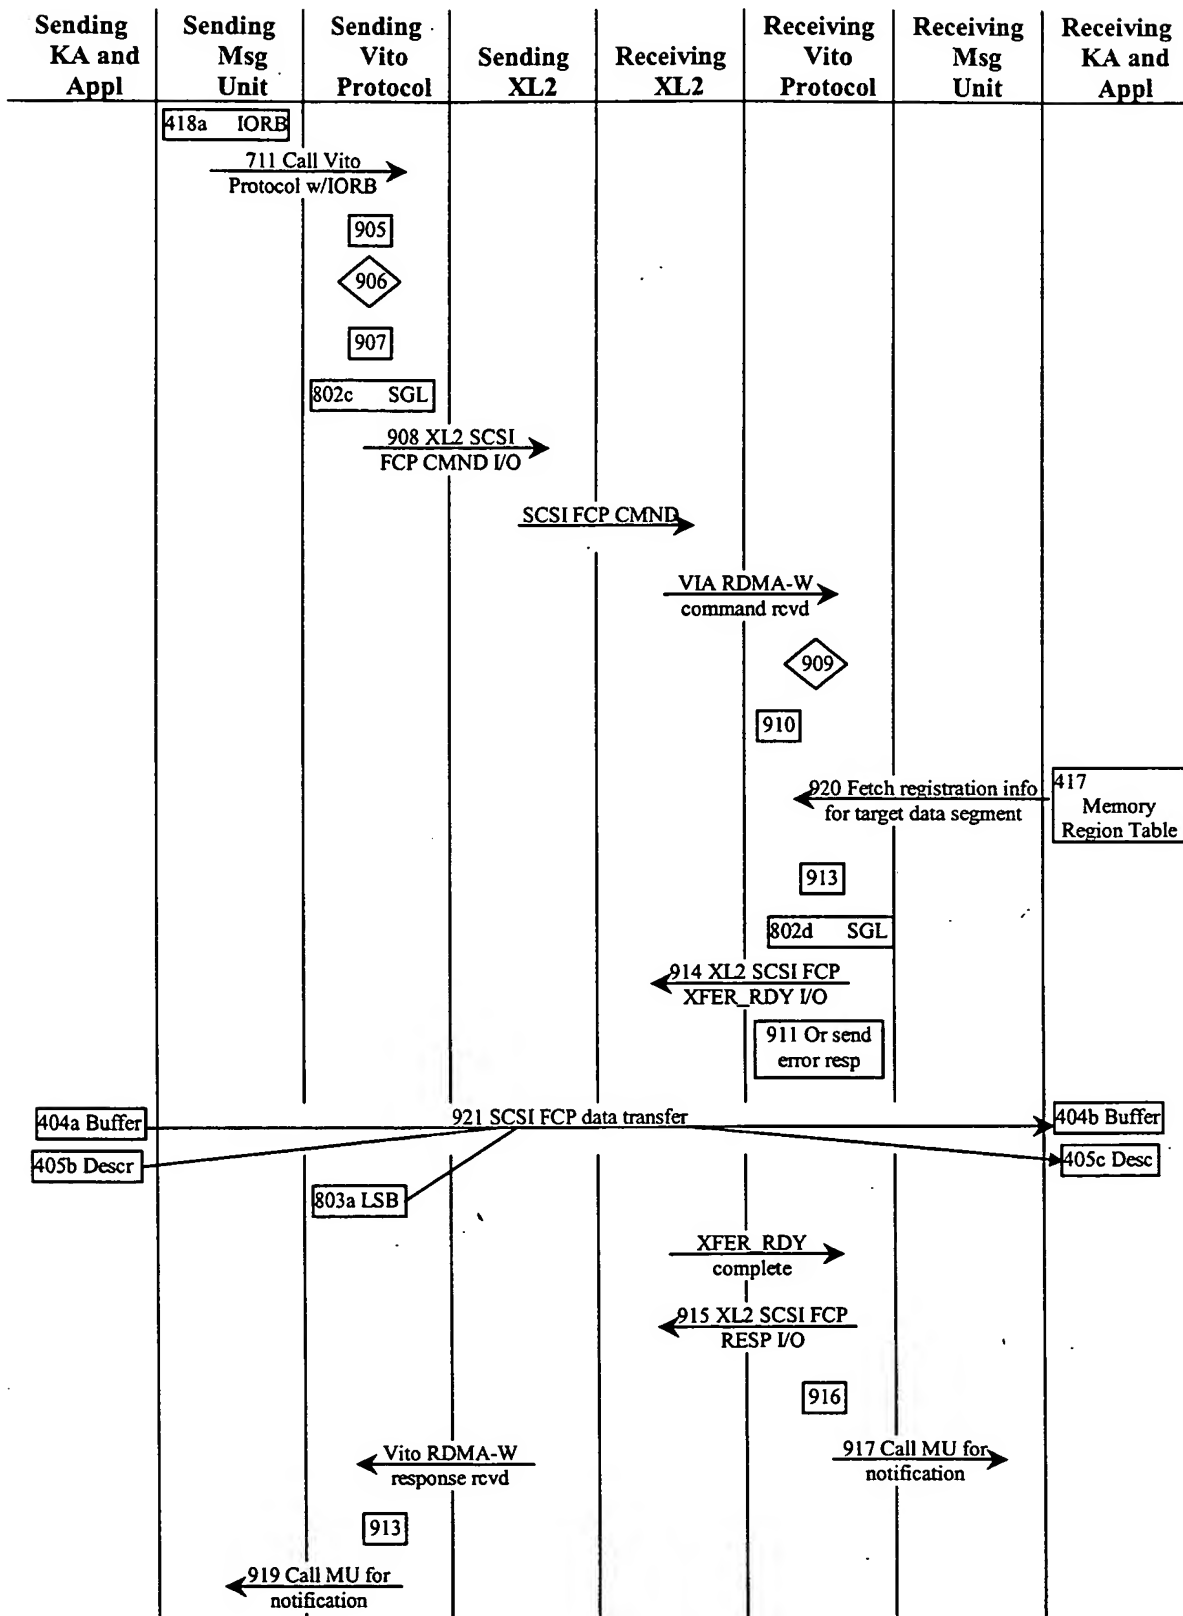 Sending KA and Appl
Sending Msg Unit
Sending Vito Protocol
Sending XL2
Receiving XL2
Receiving Vito Protocol
Receiving Msg Unit
Receiving KA and Appl
418a IORB
711 Call Vito
Protocol w/IORB
905
906
907
802c SGL
908 XL2 SCSI
FCP CMND I/O
SCSI FCP CMND
VIA RDMA-W
command rcvd
909
910
920 Fetch registration info
for target data segment
417
Memory
Region Table
913
802d SGL
914 XL2 SCSI FCP
XFER_RDY I/O
911 Or send
error resp
404a Buffer
921 SCSI FCP data transfer
404b Buffer
405b Descr
405c Desc
803a LSB
XFER_RDY
complete
915 XL2 SCSI FCP
RESP I/O
916
Vito RDMA-W
response rcvd
917 Call MU for
notification
913
919 Call MU for
notification